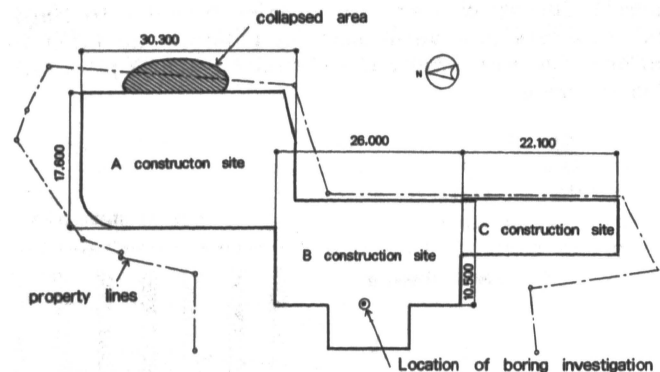 collapsed area
30.300
N
26.000
22.100
17.600
A constructon site
C construction site
B construction site
10.500
property lines
Location of boring investigation